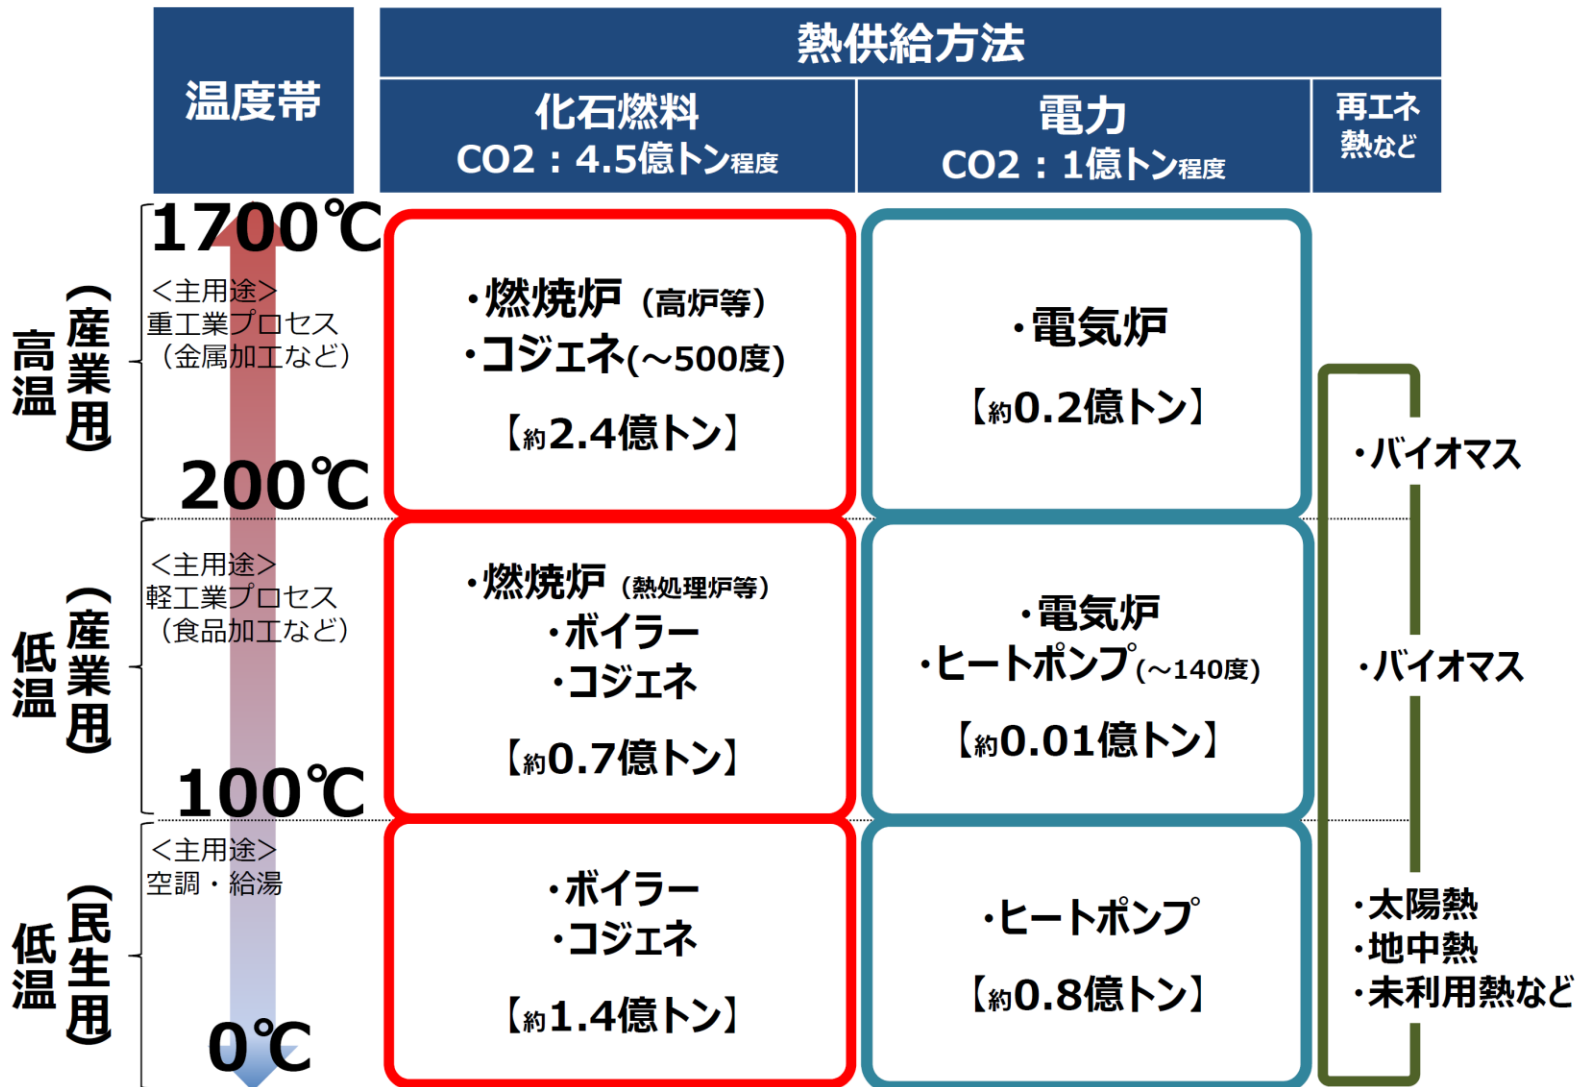 温度帯
熱供給方法
化石燃料
CO2：4.5億トン程度
電力
CO2：1億トン程度
再エネ
熱など
高温
（産業用）
1700℃
＜主用途＞
重工業プロセス
（金属加工など）
200℃
・燃焼炉（高炉等）
・コジェネ(～500度)
【約2.4億トン】
・電気炉
【約0.2億トン】
・バイオマス
低温
（産業用）
＜主用途＞
軽工業プロセス
（食品加工など）
100℃
・燃焼炉（熱処理炉等）
・ボイラー
・コジェネ
【約0.7億トン】
・電気炉
・ヒートポンプ(～140度)
【約0.01億トン】
・バイオマス
低温
（民生用）
＜主用途＞
空調・給湯
0℃
・ボイラー
・コジェネ
【約1.4億トン】
・ヒートポンプ
【約0.8億トン】
・太陽熱
・地中熱
・未利用熱など